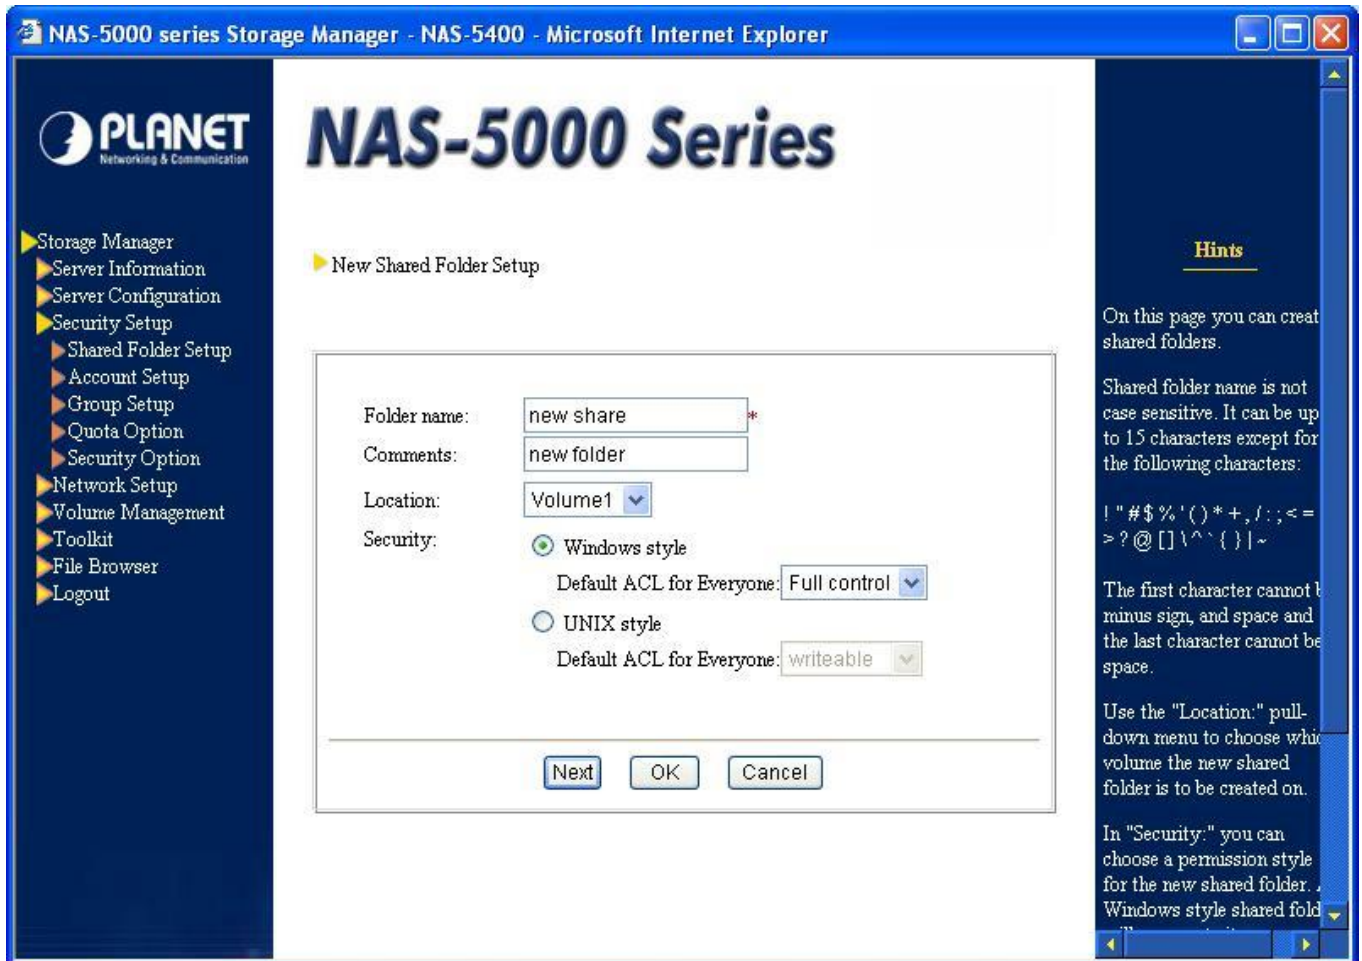 NAS-5000 series Storage Manager - NAS-5400 - Microsoft Internet Explorer
PLANET
Networking & Communication
NAS-5000 Series
Storage Manager
Server Information
Server Configuration
Security Setup
Shared Folder Setup
Account Setup
Group Setup
Quota Option
Security Option
Network Setup
Volume Management
Toolkit
File Browser
Logout
New Shared Folder Setup
Folder name: new share *
Comments: new folder
Location: Volume1
Security: Windows style
Default ACL for Everyone: Full control
UNIX style
Default ACL for Everyone: writeable
Next OK Cancel
Hints
On this page you can creat
shared folders.
Shared folder name is not
case sensitive. It can be up
to 15 characters except for
the following characters:
! " # $ % ' ( ) * + , / : ; < =
> ? @ [ ] \ ^ ` { } | ~
The first character cannot b
minus sign, and space and
the last character cannot be
space.
Use the "Location:" pull-
down menu to choose whic
volume the new shared
folder is to be created on.
In "Security:" you can
choose a permission style
for the new shared folder.
Windows style shared fold